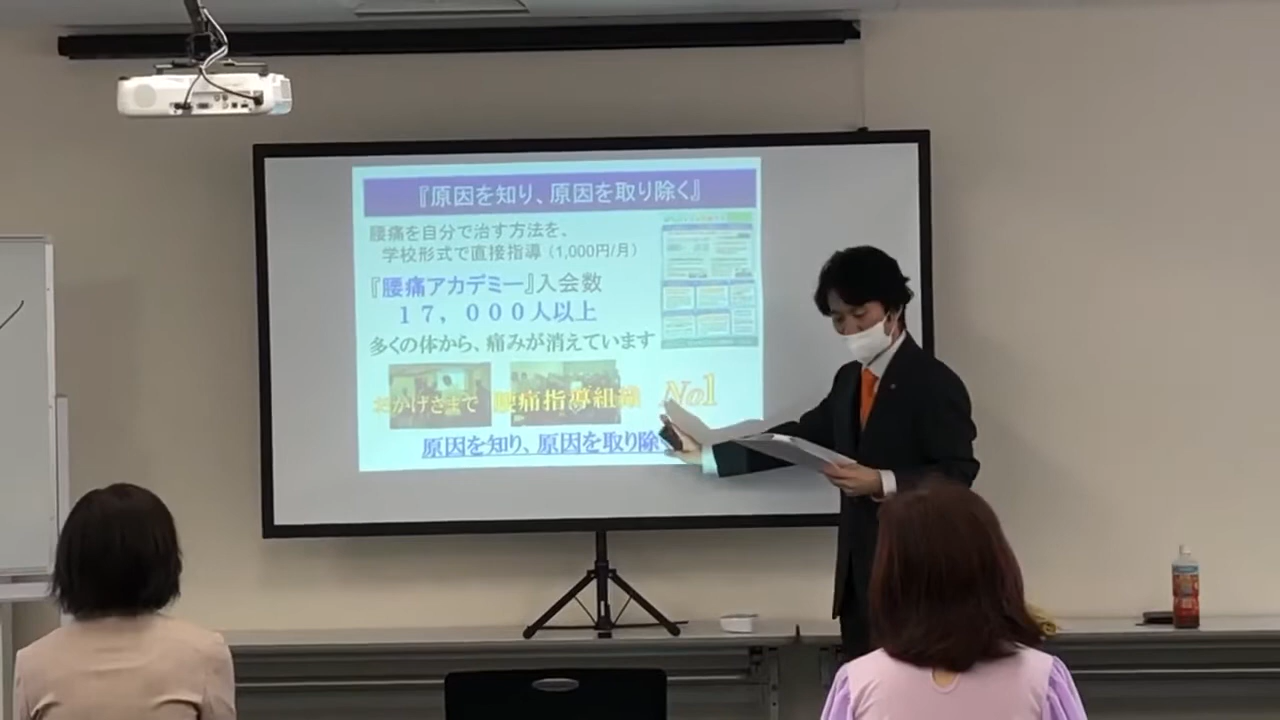 『原因を知り、原因を取り除く』
腰痛を自分で治す方法を、
学校形式で直接指導（1,000円/月）
『腰痛アカデミー』入会数
１７，０００人以上
多くの体から、痛みが消えています
おかげさまで 腰痛指導組織 No1
原因を知り、原因を取り除